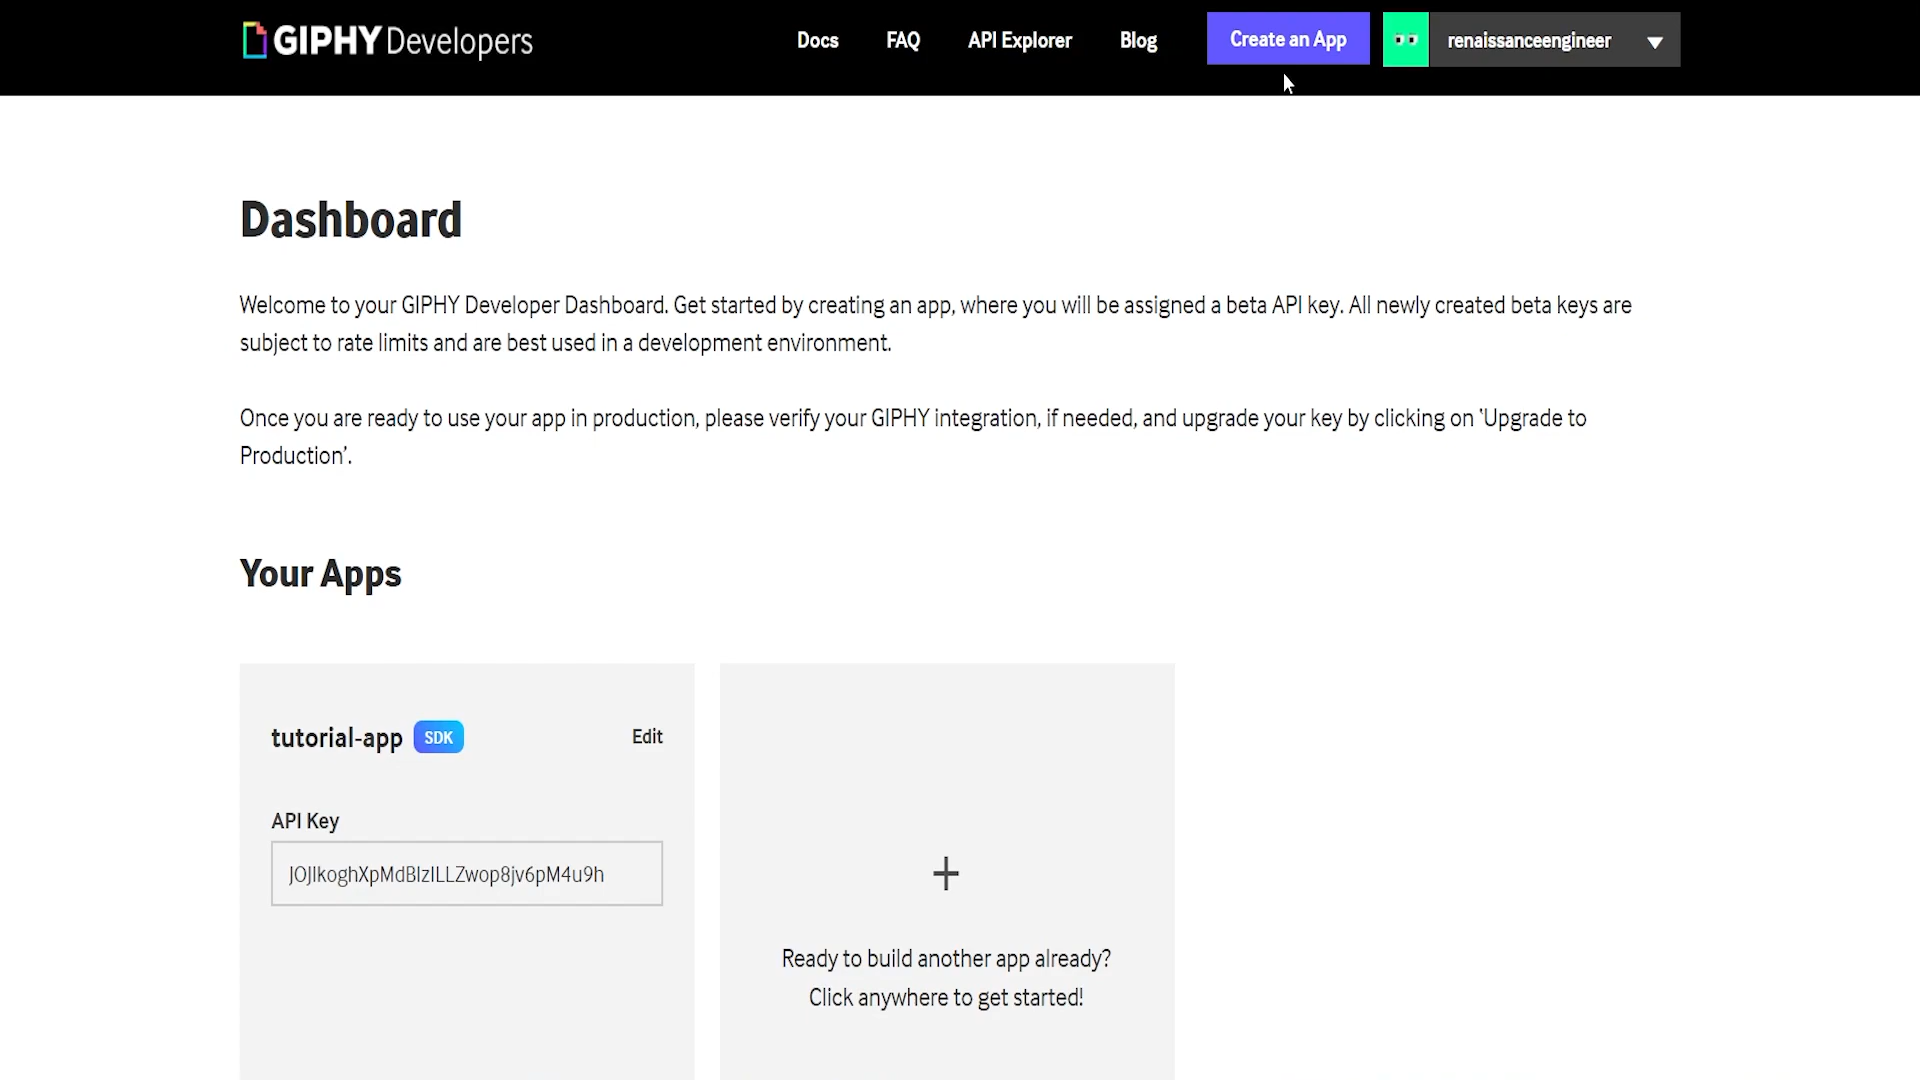 GIPHY Developers
Docs
FAQ
API Explorer
Blog
Create an App
renaissanceengineer
Dashboard
Welcome to your GIPHY Developer Dashboard. Get started by creating an app, where you will be assigned a beta API key. All newly created beta keys are
subject to rate limits and are best used in a development environment.
Once you are ready to use your app in production, please verify your GIPHY integration, if needed, and upgrade your key by clicking on ‘Upgrade to
Production’.
Your Apps
tutorial-app
SDK
Edit
API Key
JOJIkoghXpMdBIzILLZwop8jv6pM4u9h
Ready to build another app already?
Click anywhere to get started!